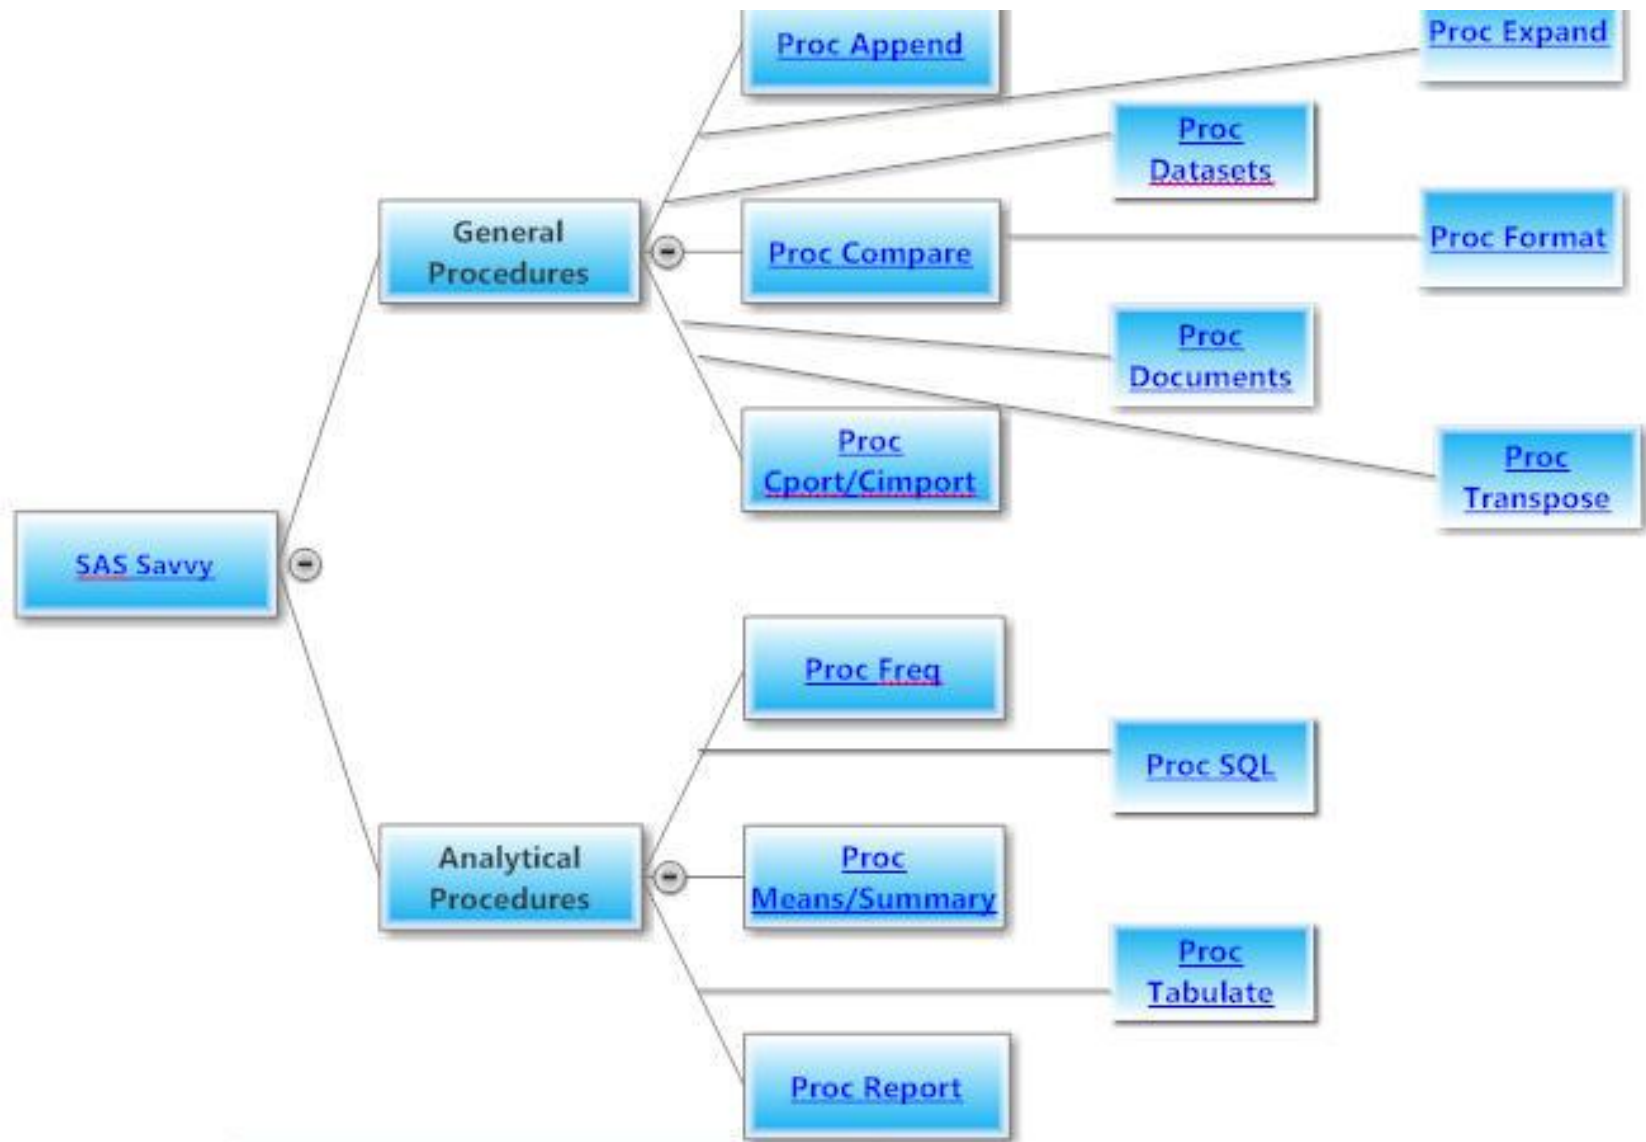 Proc Append
Proc Expand
Proc
Datasets
General
Procedures
Proc Compare
Proc Format
Proc
Documents
Proc
Cport/Cimport
Proc
Transpose
SAS Savvy
Proc Freq
Proc SQL
Analytical
Procedures
Proc
Means/Summary
Proc
Tabulate
Proc Report